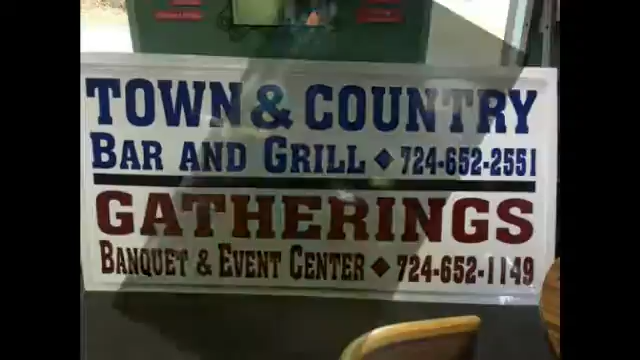 TOWN & COUNTRY
BAR AND GRILL ◆ 724-652-2551
GATHERINGS
BANQUET & EVENT CENTER ◆ 724-652-1149